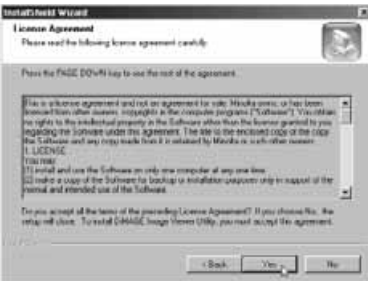 InstallShield Wizard
License Agreement
Please read the following license agreement carefully.
Press the PAGE DOWN key to see the rest of the agreement.
This is a license agreement and not an agreement for sale. Minolta owns, or has been
licensed from other owners, copyrights in the computer programs ("Software"). You obtain
no rights to the intellectual property in the Software other than the license granted to you
regarding the Software under this agreement. The title to the enclosed copy of the copy
the Software and any copy made from it is retained by Minolta or such other owners.
1. LICENSE
You may:
(1) install and use the Software on only one computer at any one time.
(2) make a copy of the Software for backup or installation purposes only in support of the
normal and intended use of the Software.
Do you accept all the terms of the preceding License Agreement? If you choose No, the
setup will close. To install DiMAGE Image Viewer Utility, you must accept this agreement.
< Back
Yes
No